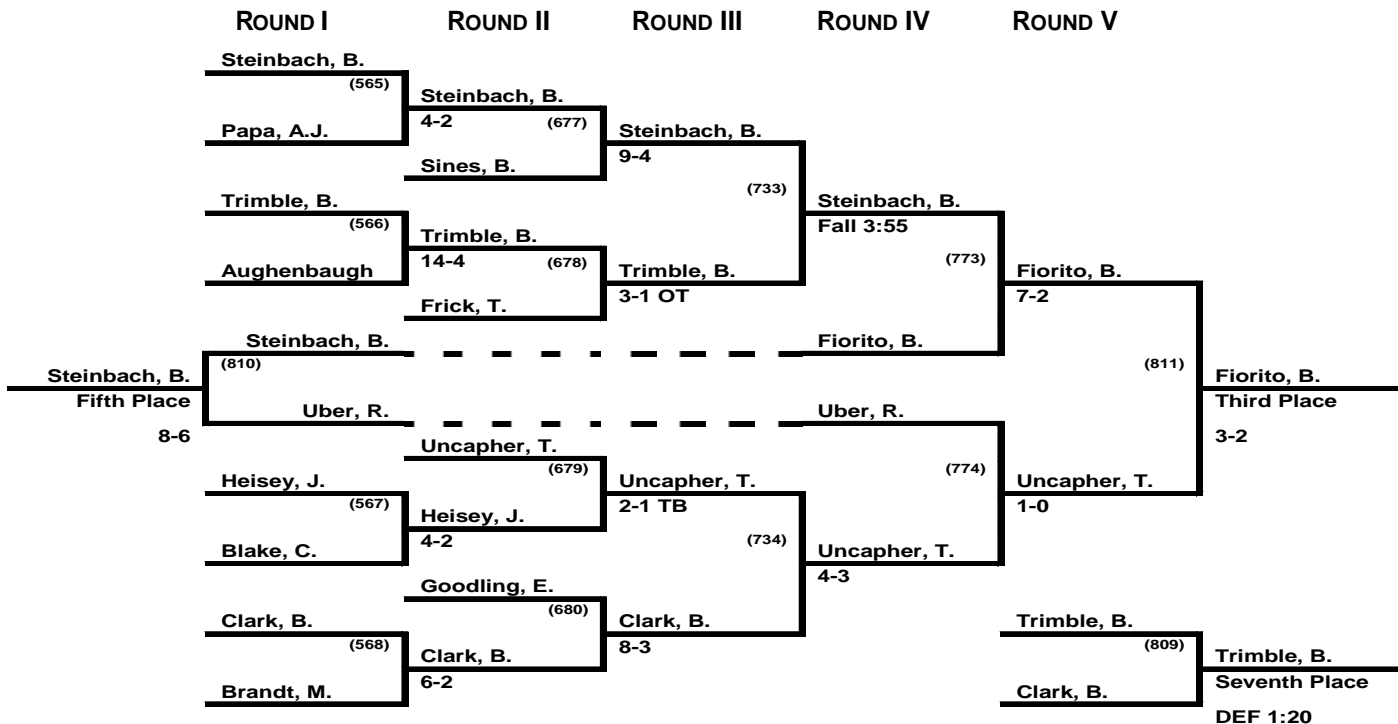 ROUND I ROUND II ROUND III ROUND IV ROUND V
Steinbach, B.
(565)
Steinbach, B.
4-2
(677)
Papa, A.J.
Steinbach, B.
9-4
Sines, B.
(733)
Trimble, B.
(566)
Steinbach, B.
Fall 3:55
Trimble, B.
14-4
(678)
(773)
Aughenbaugh
Trimble, B.
3-1 OT
Fiorito, B.
7-2
Frick, T.
Steinbach, B.
Fiorito, B.
(810)
(811)
Steinbach, B.
Fifth Place
8-6
Fiorito, B.
Third Place
3-2
Uber, R.
Uber, R.
Uncapher, T.
(679)
(774)
Heisey, J.
(567)
Uncapher, T.
2-1 TB
Uncapher, T.
1-0
Heisey, J.
4-2
(734)
Blake, C.
Uncapher, T.
4-3
Goodling, E.
(680)
Clark, B.
(568)
Clark, B.
8-3
Trimble, B.
(809)
Clark, B.
6-2
Trimble, B.
Seventh Place
DEF 1:20
Brandt, M.
Clark, B.